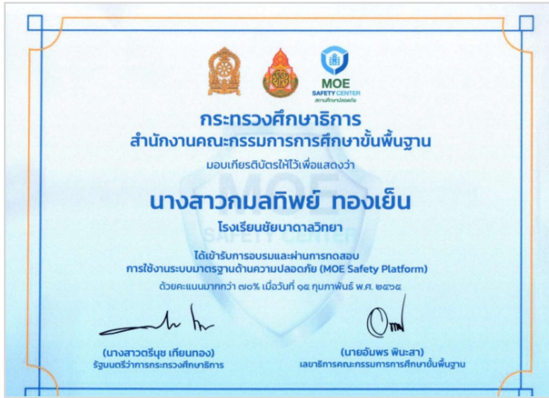 MOE
SAFETY CENTER
สถานศึกษาปลอดภัย
กระทรวงศึกษาธิการ
สำนักงานคณะกรรมการการศึกษาขั้นพื้นฐาน
มอบเกียรติบัตรให้ไว้เพื่อแสดงว่า
นางสาวกมลทิพย์ ทองเย็น
โรงเรียนชัยบาดาลวิทยา
ได้เข้ารับการอบรมและผ่านการทดสอบ
การใช้งานระบบมาตรฐานด้านความปลอดภัย (MOE Safety Platform)
ด้วยคะแนนมากกว่า ๗๐% เมื่อวันที่ ๑๕ กุมภาพันธ์ พ.ศ. ๒๕๖๕
(นางสาวตรีนุช เทียนทอง)
รัฐมนตรีว่าการกระทรวงศึกษาธิการ
(นายอัมพร พินะสา)
เลขาธิการคณะกรรมการการศึกษาขั้นพื้นฐาน